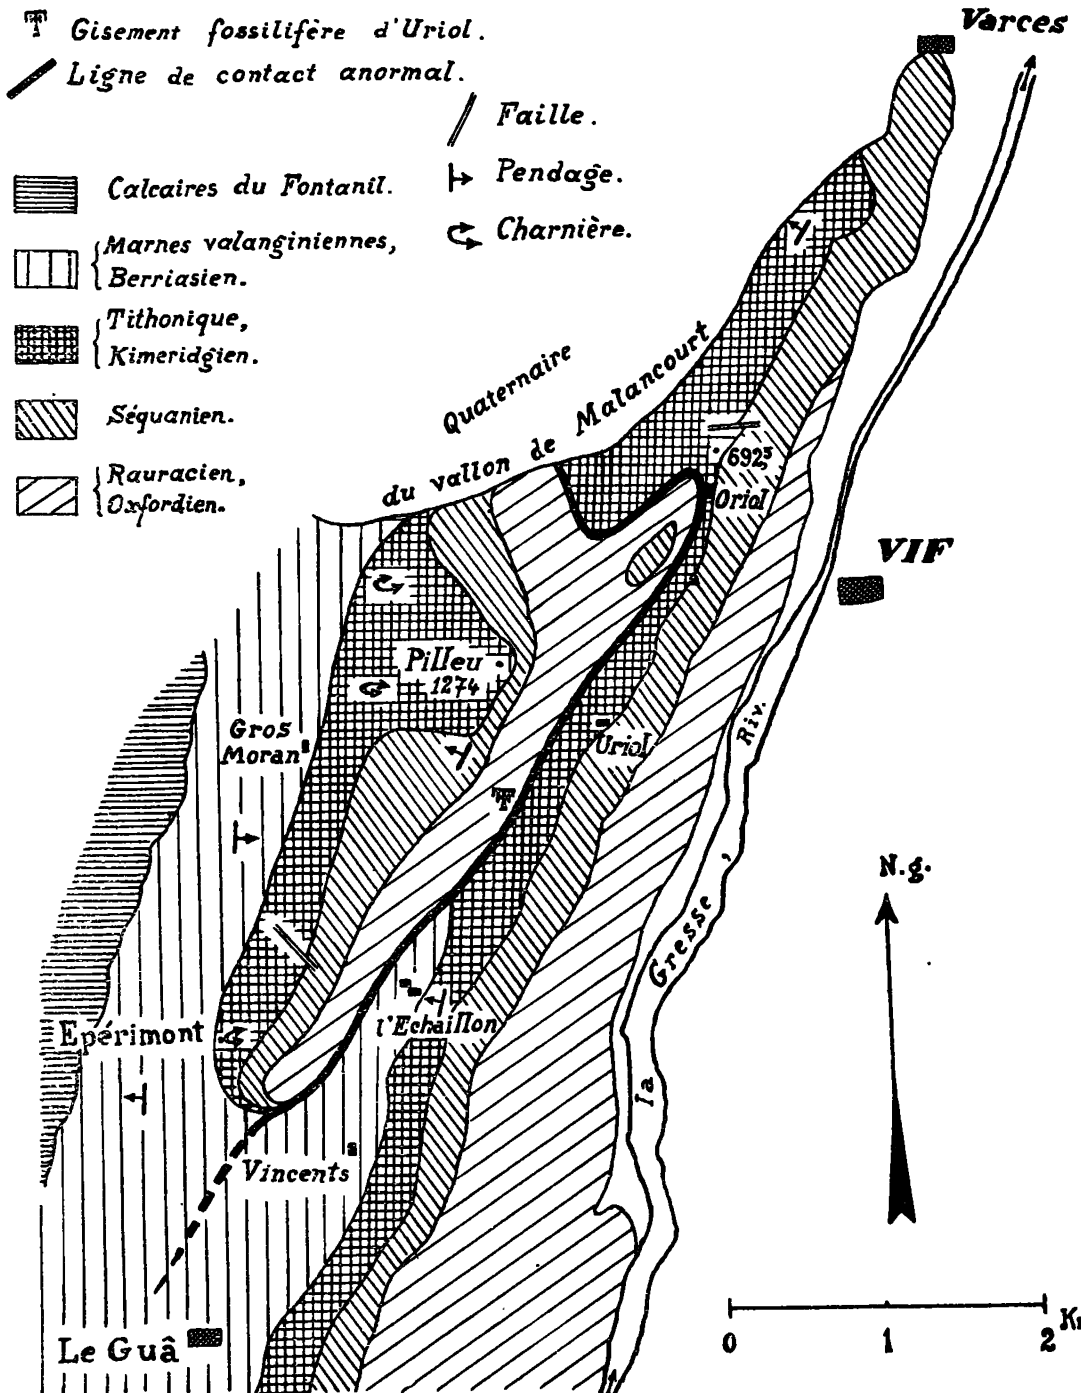 Gisement fossilifère d'Uriol.
Ligne de contact anormal.
Faille.
Pendage.
Charnière.
Calcaires du Fontanil.
Marnes valanginiennes,
Berriasien.
Tithonique,
Kimeridgien.
Séquanien.
Rauracien,
Oxfordien.
Varces
Quaternaire
du vallon de Malancourt
692,5
Oriol
VIF
Pilleu
1274
Gros
Moran
Uriol
Riv.
N.g.
la Gresse,
l'Echaillon
Epérimont
Vincents
Le Guâ
0 1 2